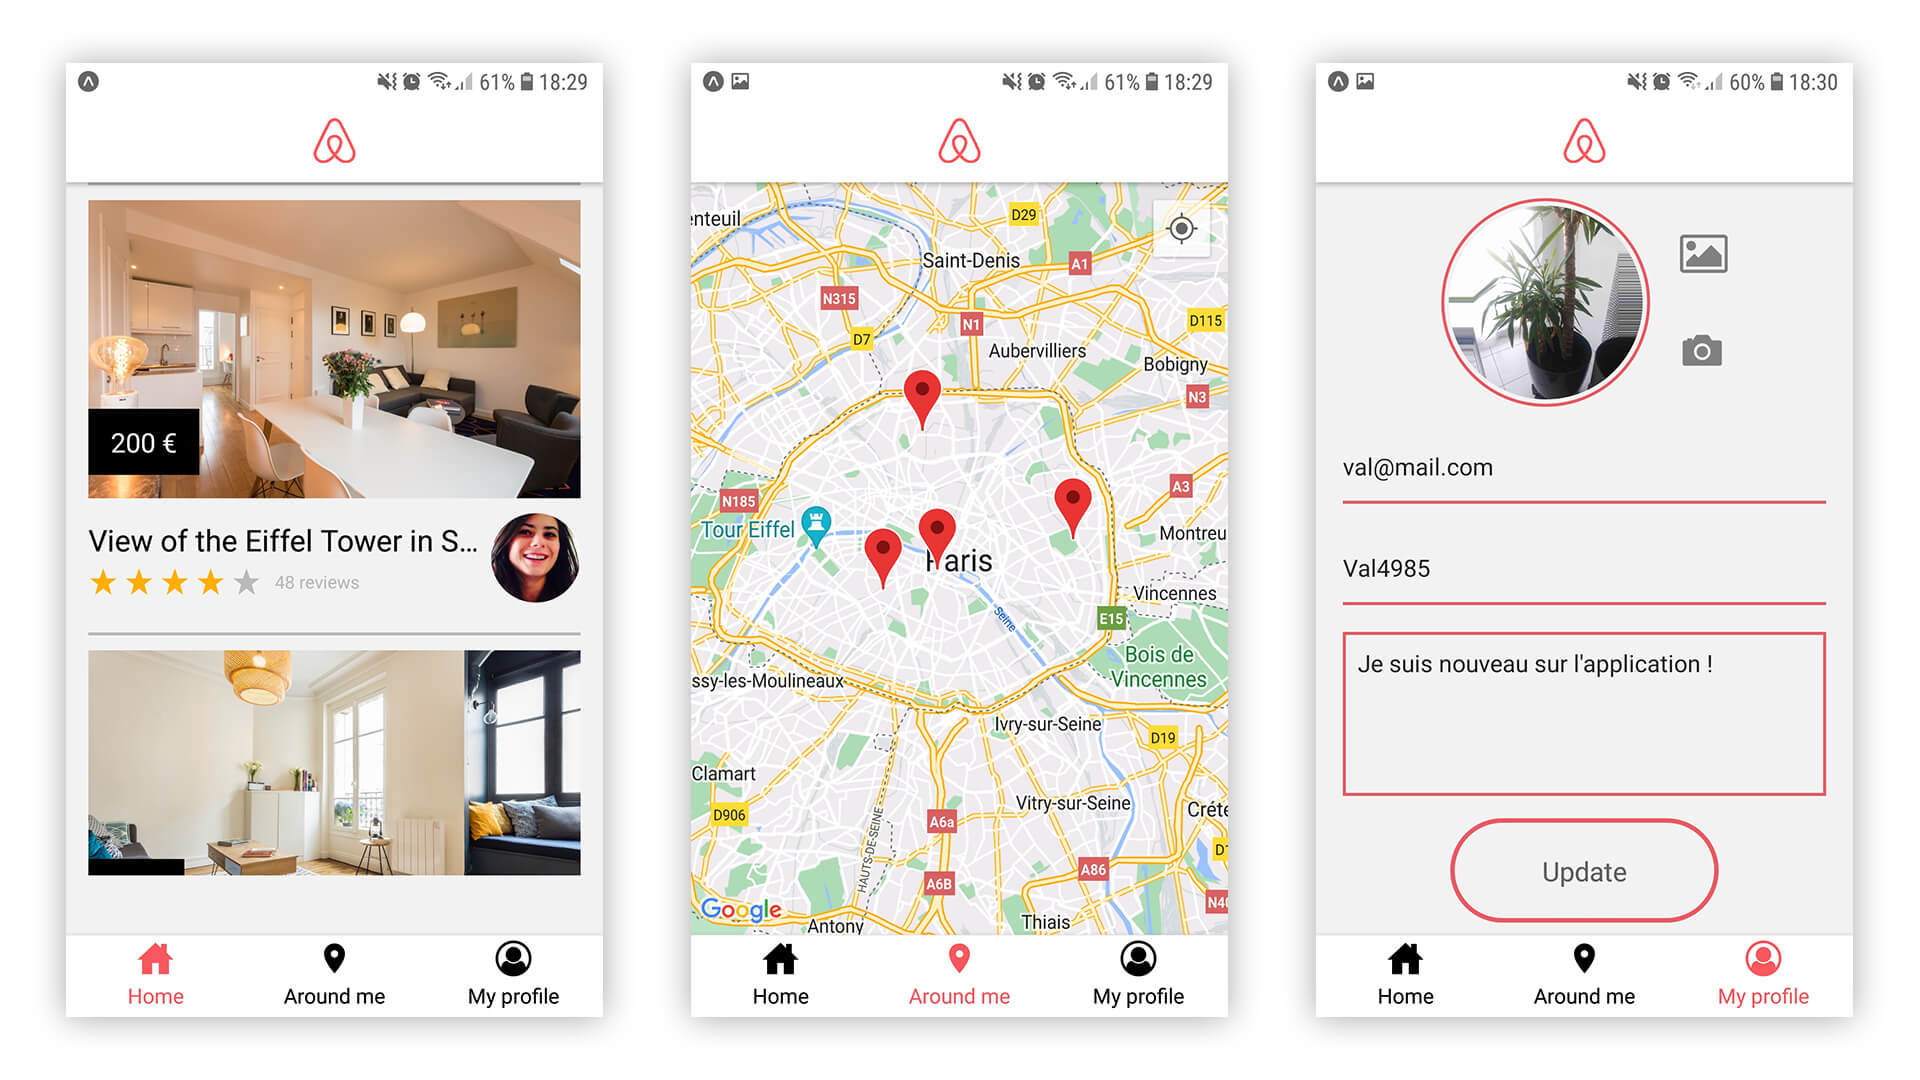 61% 18:29
200 €
View of the Eiffel Tower in S...
48 reviews
Home
Around me
My profile
61% 18:29
enteuil
D29
Saint-Denis
A1
N315
D115
N1
D7
Aubervilliers
Bobigny
N3
A3
N185
Tour Eiffel
Montreu
Paris
Vincennes
Seine
E15
Bois de
Vincennes
ssy-les-Moulineaux
Ivry-sur-Seine
D19
Clamart
Vitry-sur-Seine
Créte
D906
A6a
HAUTS-DE-SEINE
A86
A6B
N40
Google
Thiais
Antony
Home
Around me
My profile
60% 18:30
val@mail.com
Val4985
Je suis nouveau sur l'application !
Update
Home
Around me
My profile